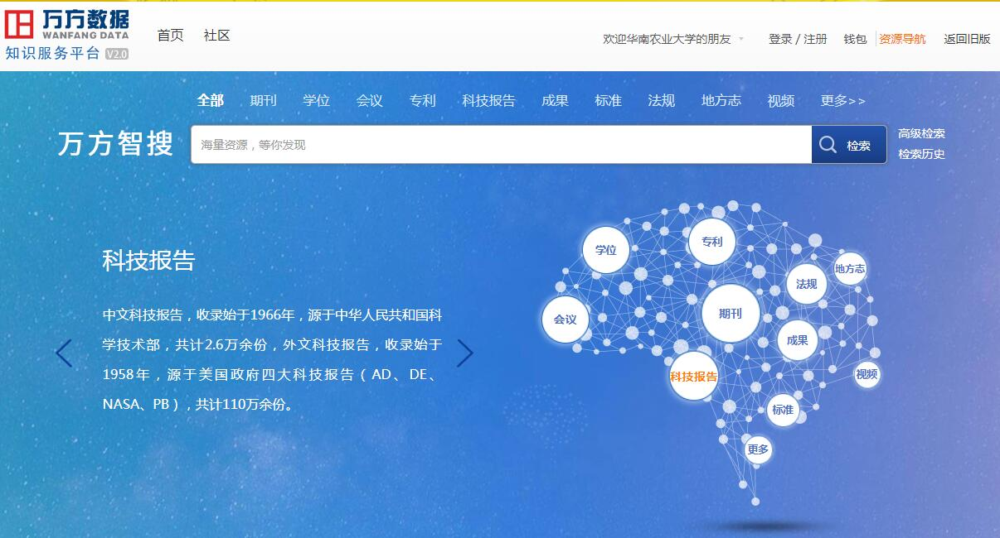 万方数据
WANFANG DATA
知识服务平台 V2.0
首页 社区
欢迎华南农业大学的朋友 登录 / 注册 钱包 资源导航 返回旧版
全部 期刊 学位 会议 专利 科技报告 成果 标准 法规 地方志 视频 更多>>
万方智搜
海量资源，等你发现
检索
高级检索
检索历史
科技报告
中文科技报告，收录始于1966年，源于中华人民共和国科
学技术部，共计2.6万余份，外文科技报告，收录始于
1958年，源于美国政府四大科技报告（AD、DE、
NASA、PB），共计110万余份。
学位
专利
地方志
法规
会议
期刊
成果
科技报告
视频
标准
更多